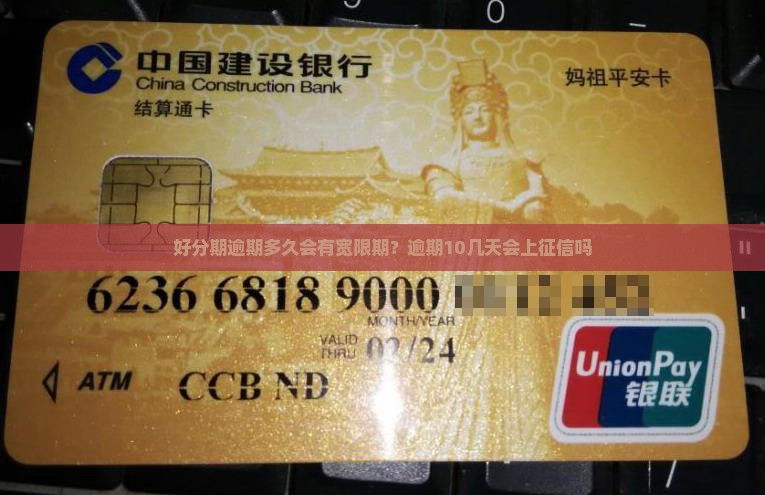 中国建设银行
China Construction Bank
结算通卡
妈祖平安卡
好分期逾期多久会有宽限期？逾期10几天会上征信吗
6236 6818 9000
MONTH/YEAR
VALID THRU 02/24
ATM CCB ND
UnionPay
银联